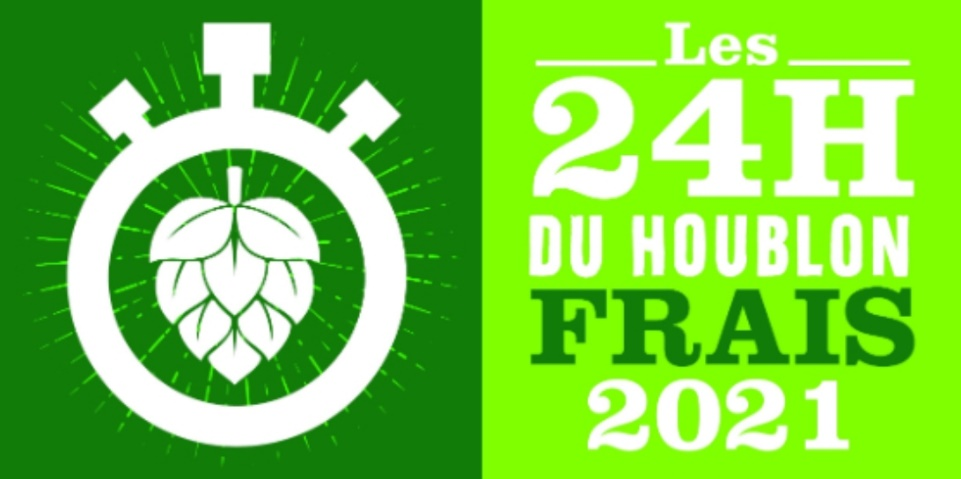 Les
24H
DU HOUBLON
FRAIS
2021